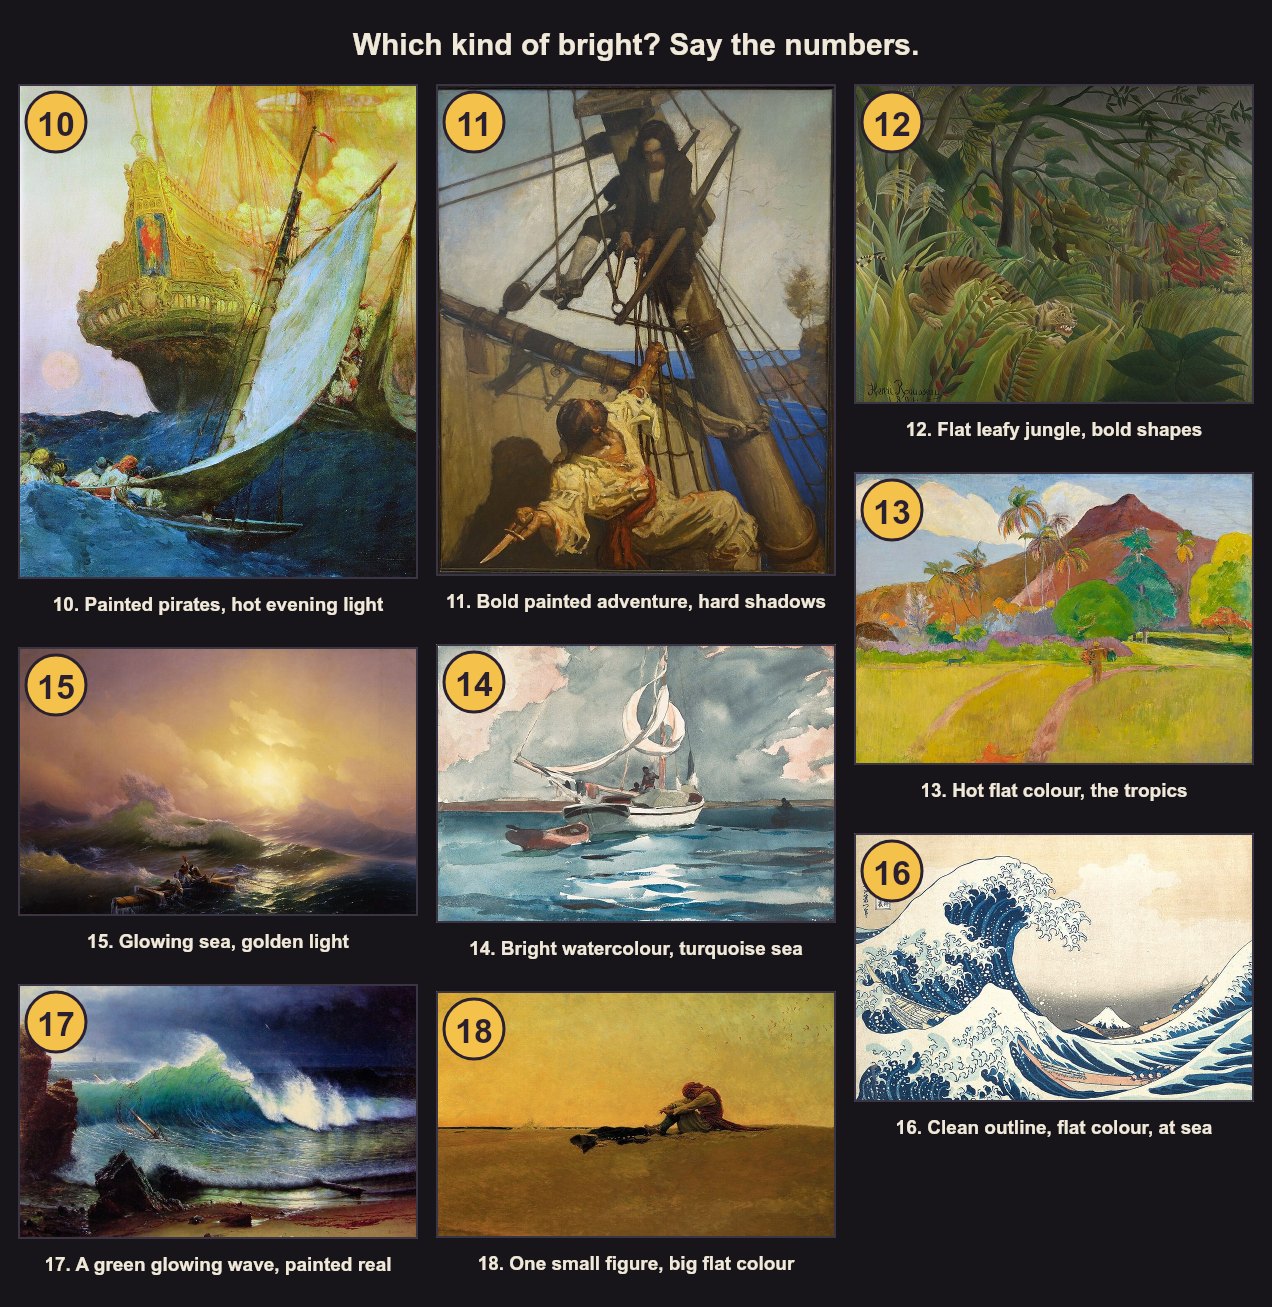 Which kind of bright? Say the numbers.
10
10. Painted pirates, hot evening light
11
11. Bold painted adventure, hard shadows
12
Henri Rousseau
12. Flat leafy jungle, bold shapes
13
13. Hot flat colour, the tropics
15
15. Glowing sea, golden light
14
14. Bright watercolour, turquoise sea
16
16. Clean outline, flat colour, at sea
17
17. A green glowing wave, painted real
18
18. One small figure, big flat colour